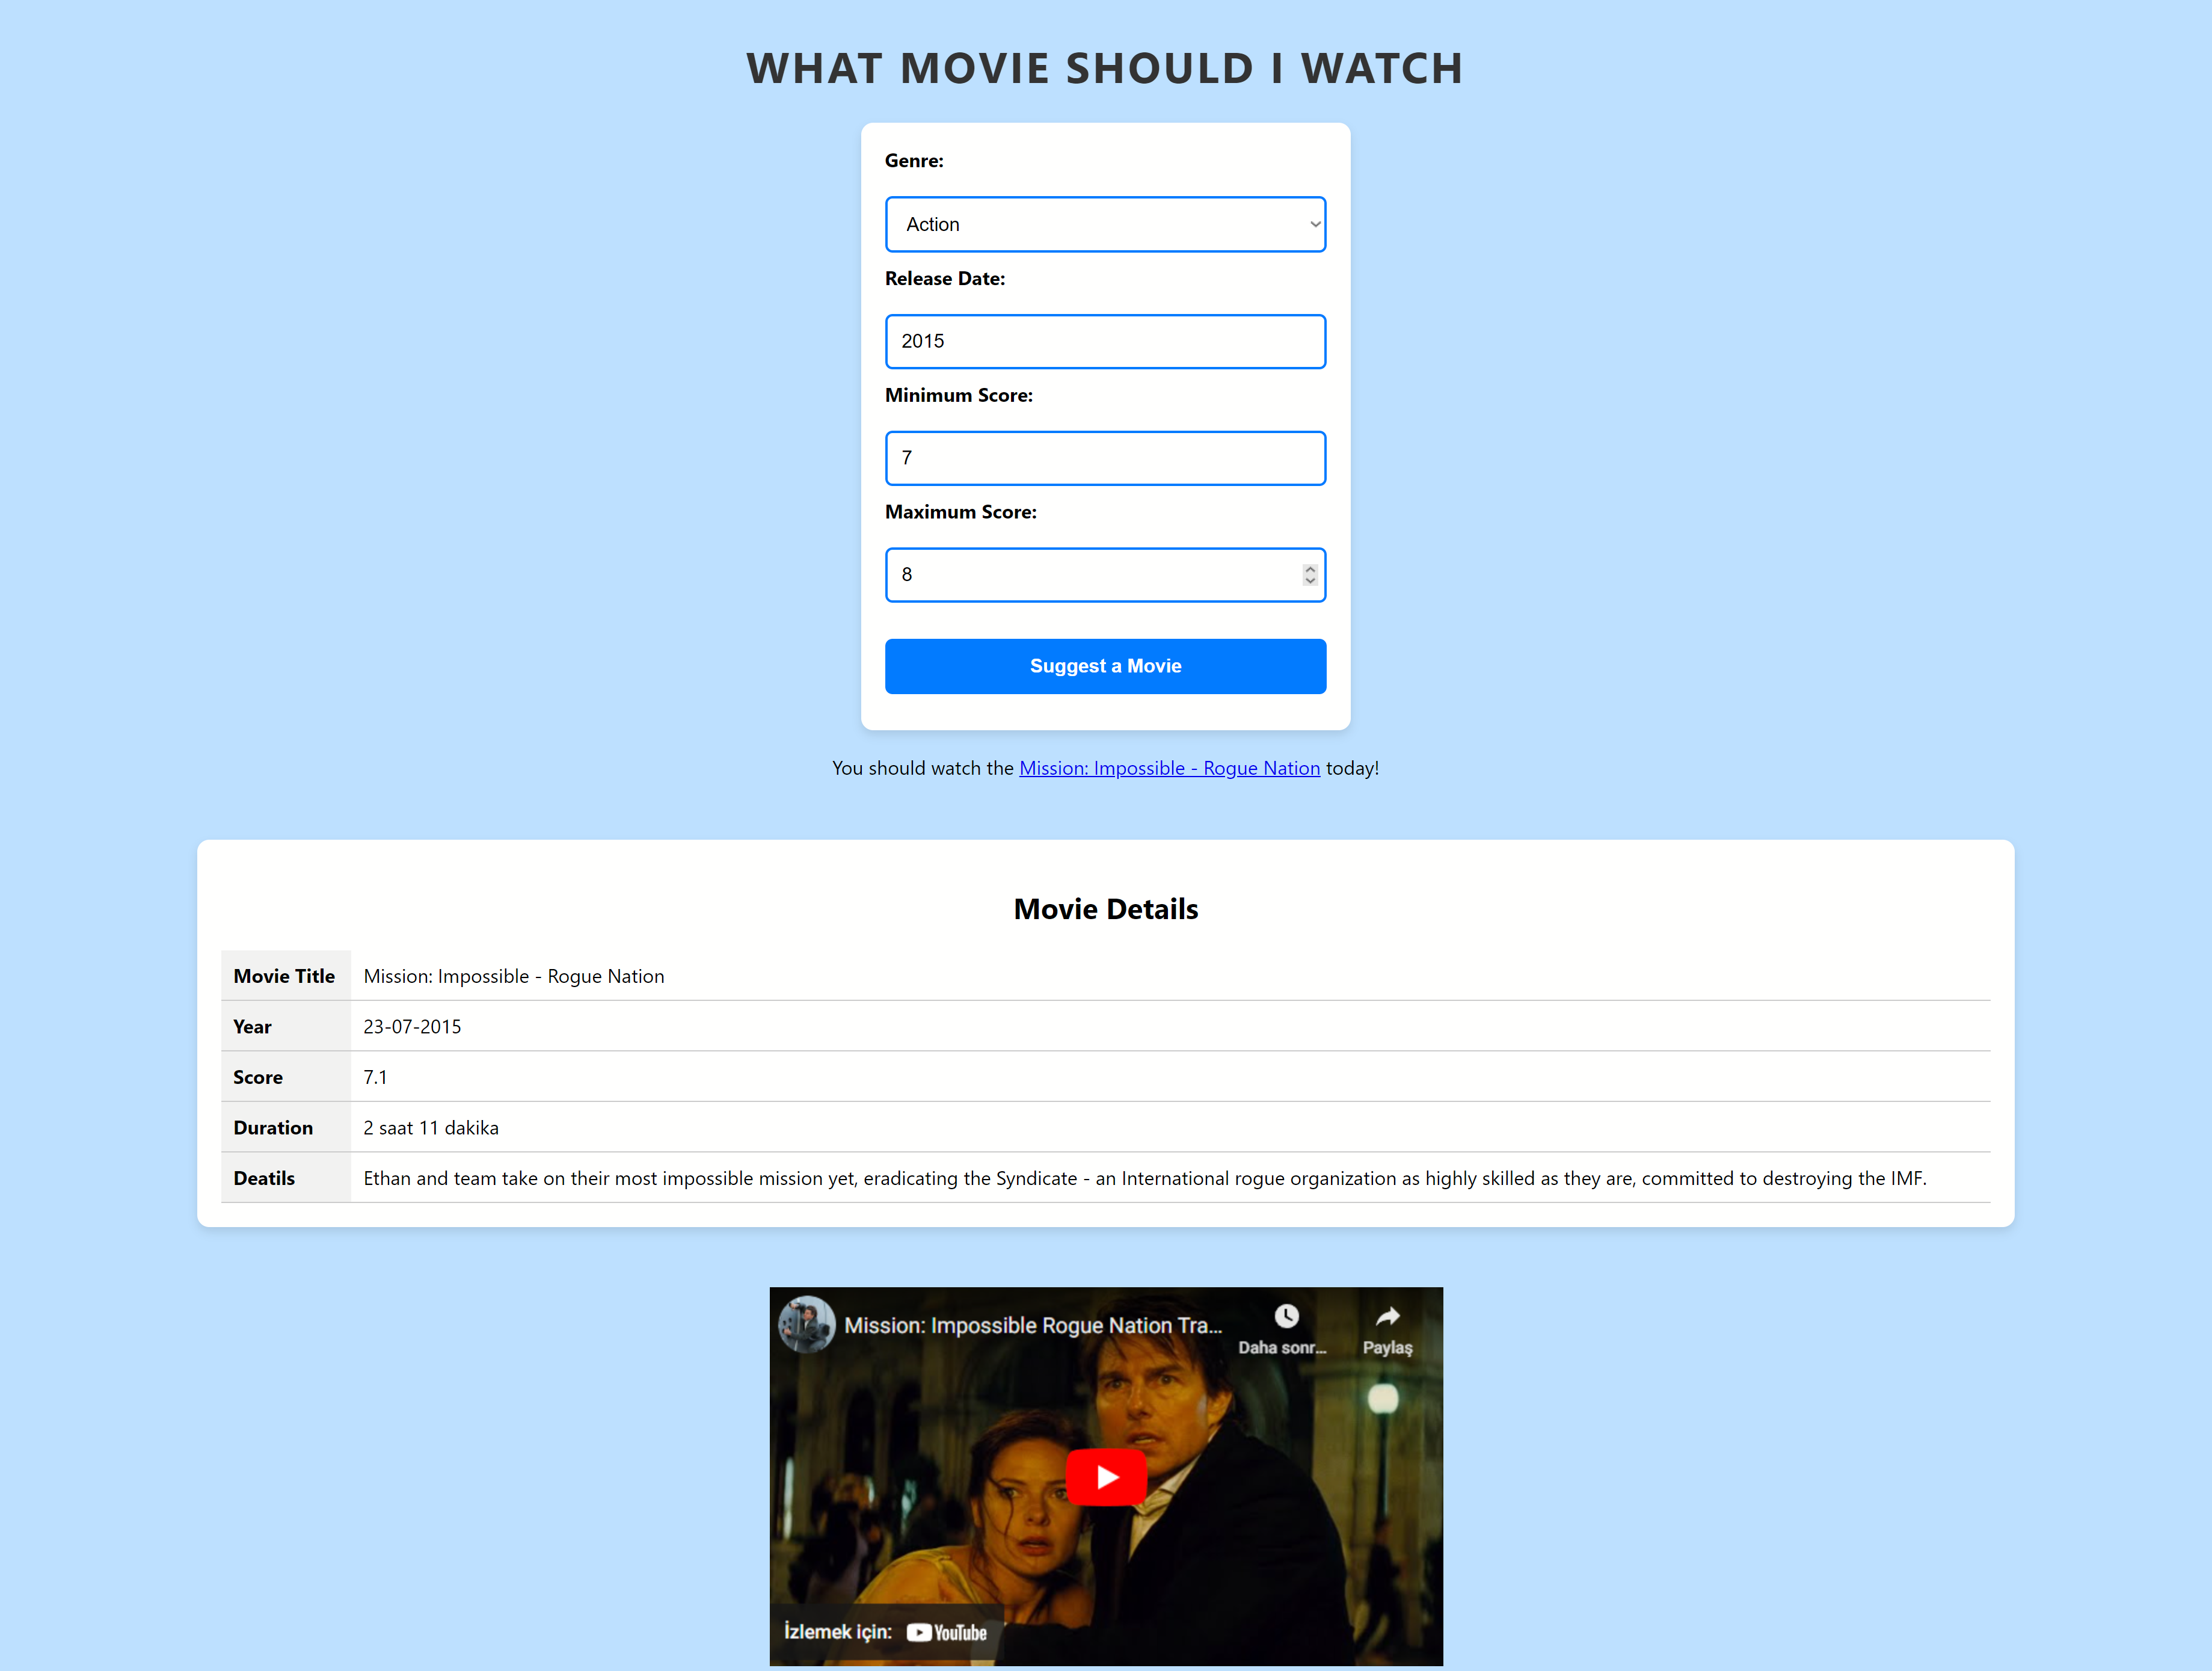 WHAT MOVIE SHOULD I WATCH
Genre:
Action
Release Date:
2015
Minimum Score:
7
Maximum Score:
8
Suggest a Movie
You should watch the Mission: Impossible - Rogue Nation today!
Movie Details
Movie Title Mission: Impossible - Rogue Nation
Year 23-07-2015
Score 7.1
Duration 2 saat 11 dakika
Deatils Ethan and team take on their most impossible mission yet, eradicating the Syndicate - an International rogue organization as highly skilled as they are, committed to destroying the IMF.
Mission: Impossible Rogue Nation Tra...
Daha sonr...
Paylaş
İzlemek için: YouTube